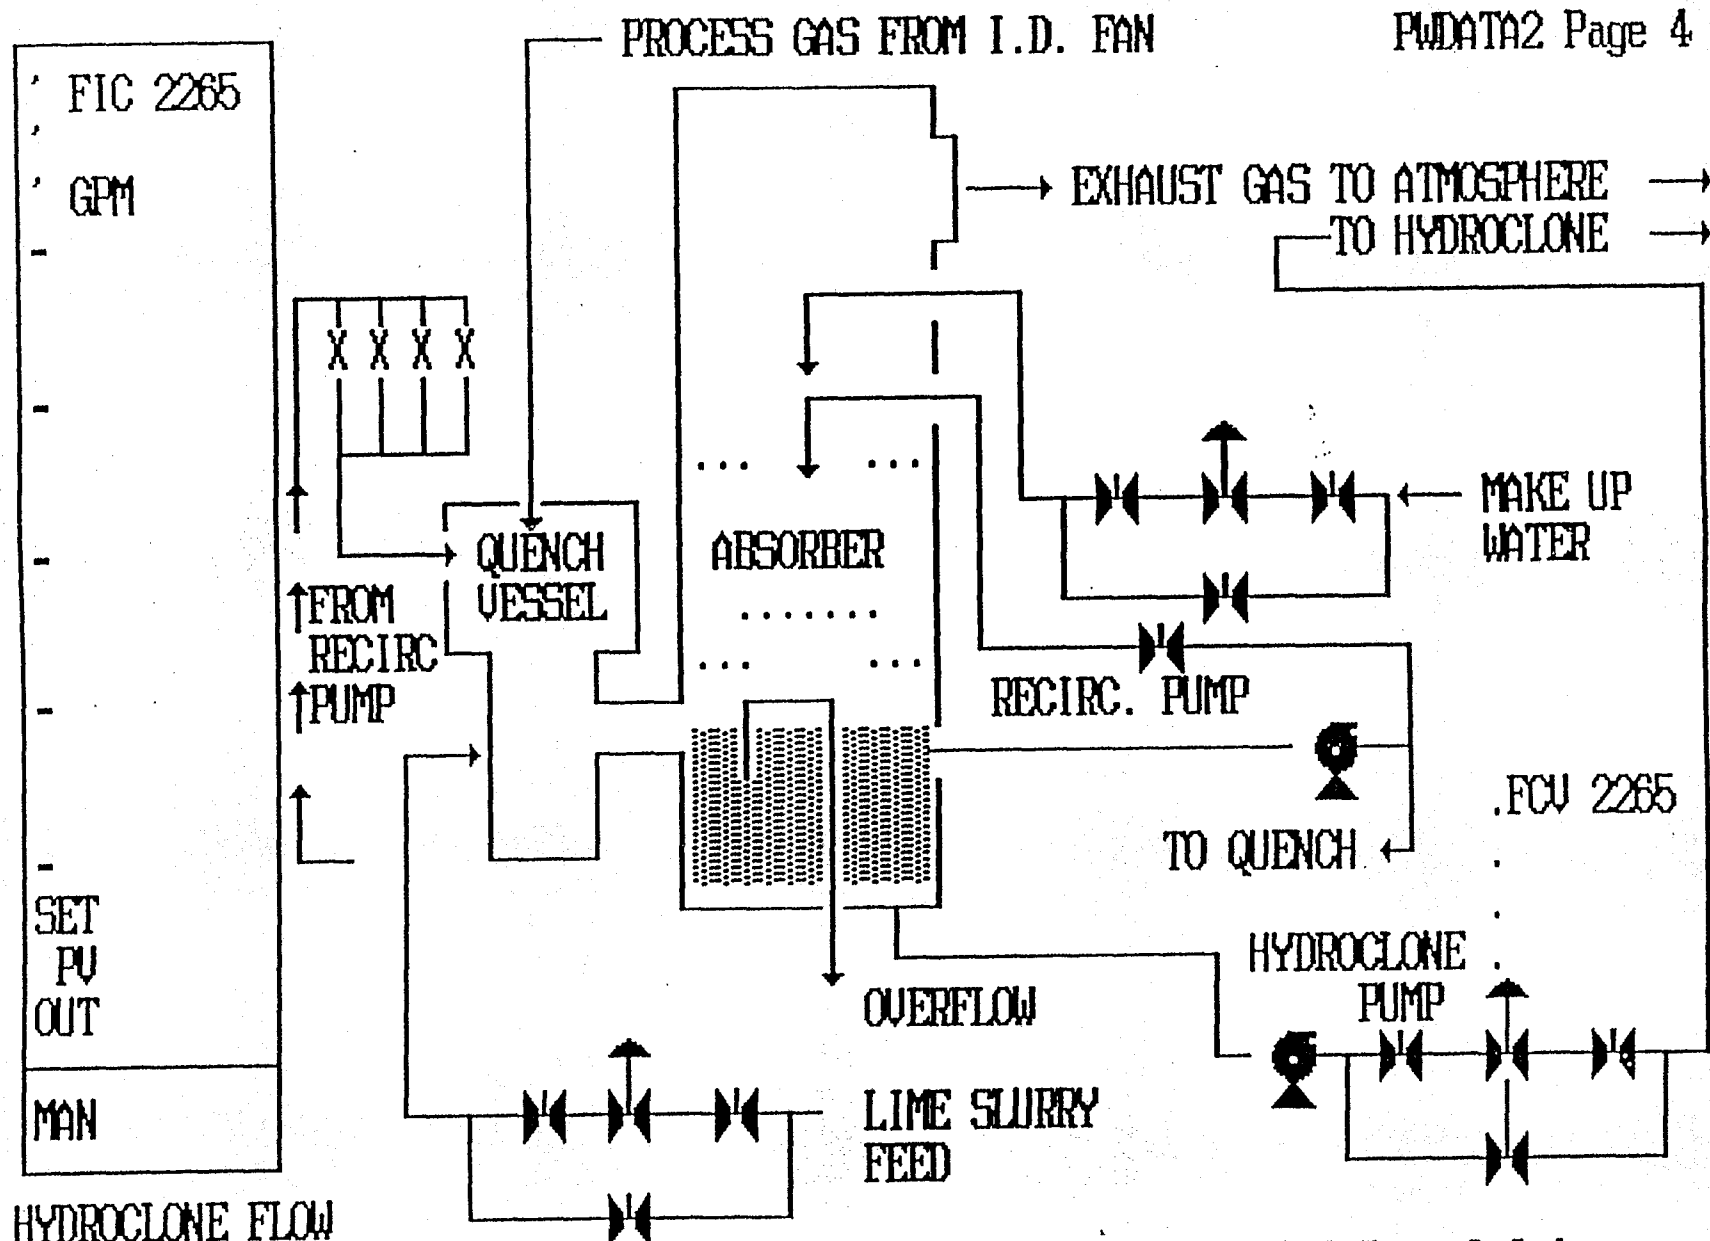 PROCESS GAS FROM I.D. FAN
PWDATA2 Page 4
FIC 2265
GPM
EXHAUST GAS TO ATMOSPHERE
TO HYDROCLONE
X X X X
MAKE UP
WATER
QUENCH
VESSEL
ABSORBER
FROM
RECIRC
PUMP
RECIRC. PUMP
FCV 2265
TO QUENCH
SET
PV
OUT
HYDROCLONE
PUMP
OVERFLOW
MAN
LIME SLURRY
FEED
HYDROCLONE FLOW